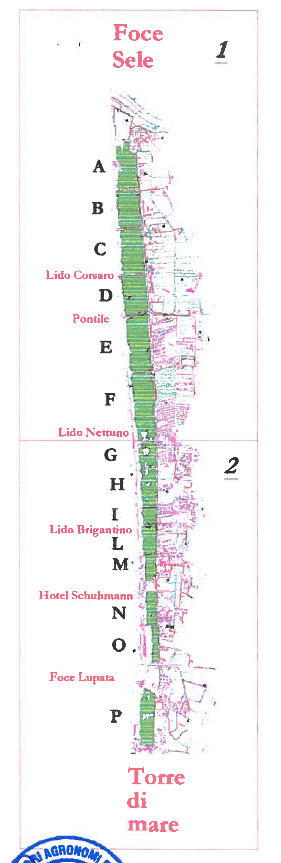 Foce
Sele
1
A
B
C
Lido Corsaro
D
Pontile
E
F
Lido Nettuno
G
2
H
I
Lido Brigantino
L
M
Hotel Schuhmann
N
O
Foce Lupata
P
Torre
di
mare
RI AGRONOMI